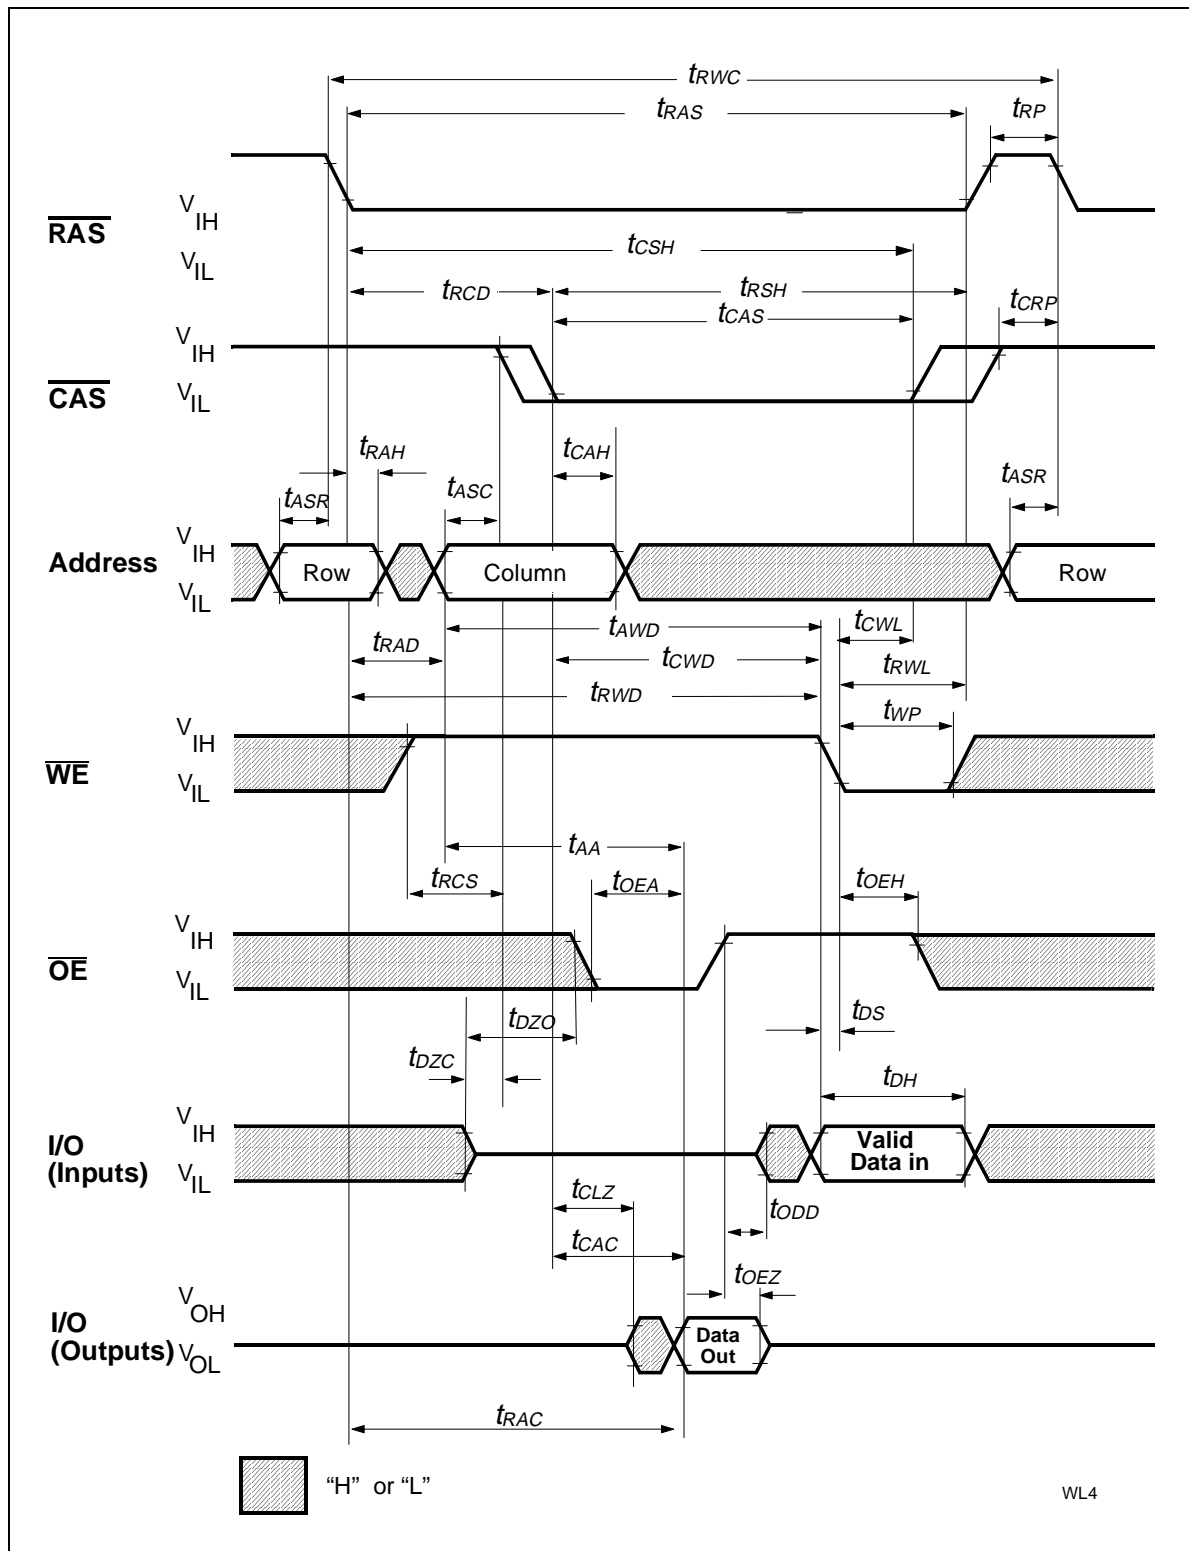 tRWC
tRAS
tRP
VIH
RAS
VIL
tCSH
tRCD
tRSH
tCAS
tCRP
VIH
CAS
VIL
tRAH
tCAH
tASR
tASC
tASR
VIH
Address
VIL
Row
Column
Row
tAWD
tCWL
tRAD
tCWD
tRWL
tRWD
tWP
VIH
WE
VIL
tAA
tRCS
tOEA
tOEH
VIH
OE
VIL
tDZO
tDS
tDZC
tDH
VIH
I/O
(Inputs)
VIL
Valid
Data in
tCLZ
tODD
tCAC
tOEZ
VOH
I/O
(Outputs)
VOL
Data
Out
tRAC
“H” or “L”
WL4